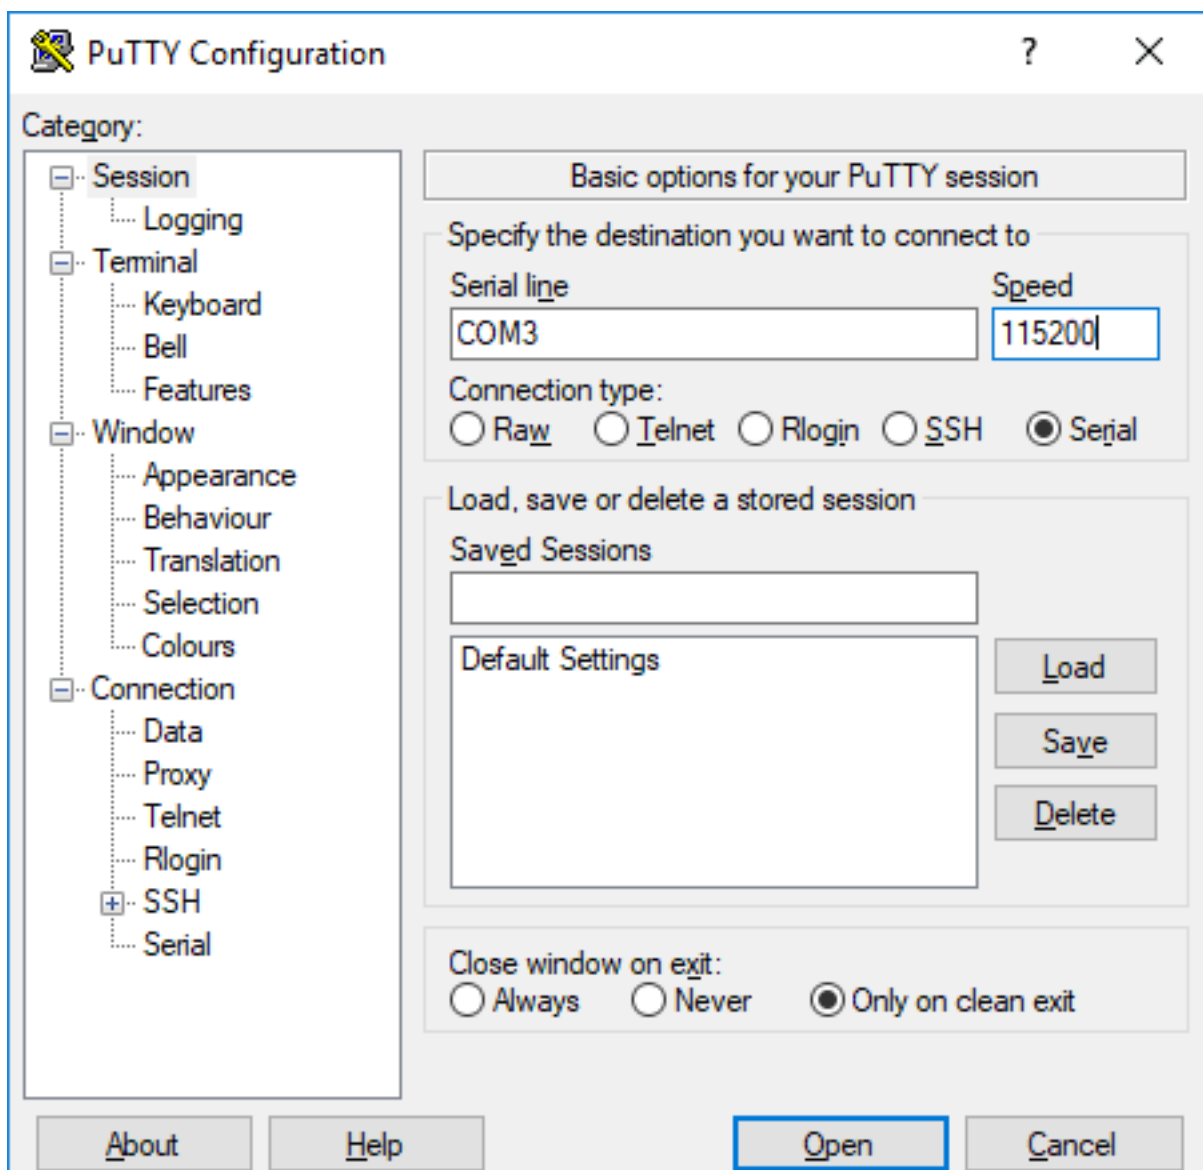 PuTTY Configuration
?
Category:
Session
Logging
Terminal
Keyboard
Bell
Features
Window
Appearance
Behaviour
Translation
Selection
Colours
Connection
Data
Proxy
Telnet
Rlogin
SSH
Serial
Basic options for your PuTTY session
Specify the destination you want to connect to
Serial line Speed
COM3 115200
Connection type:
Raw Telnet Rlogin SSH Serial
Load, save or delete a stored session
Saved Sessions
Default Settings
Load
Save
Delete
Close window on exit:
Always Never Only on clean exit
About Help Open Cancel